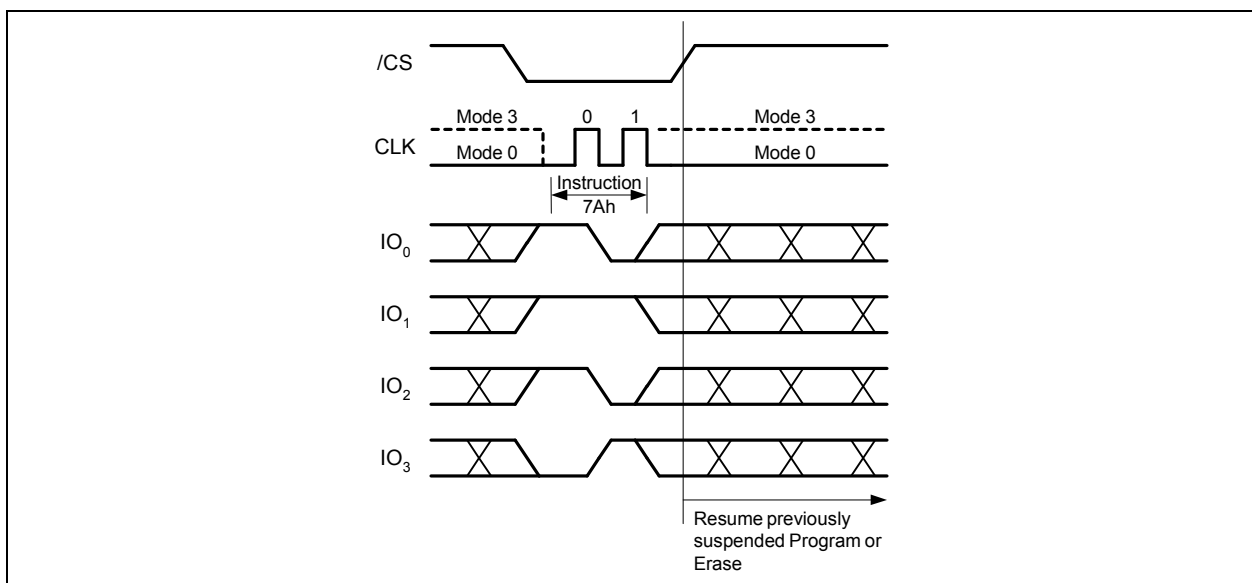 /CS
Mode 3 0 1 Mode 3
CLK
Mode 0 Mode 0
Instruction
7Ah
IO0
IO1
IO2
IO3
Resume previously
suspended Program or
Erase